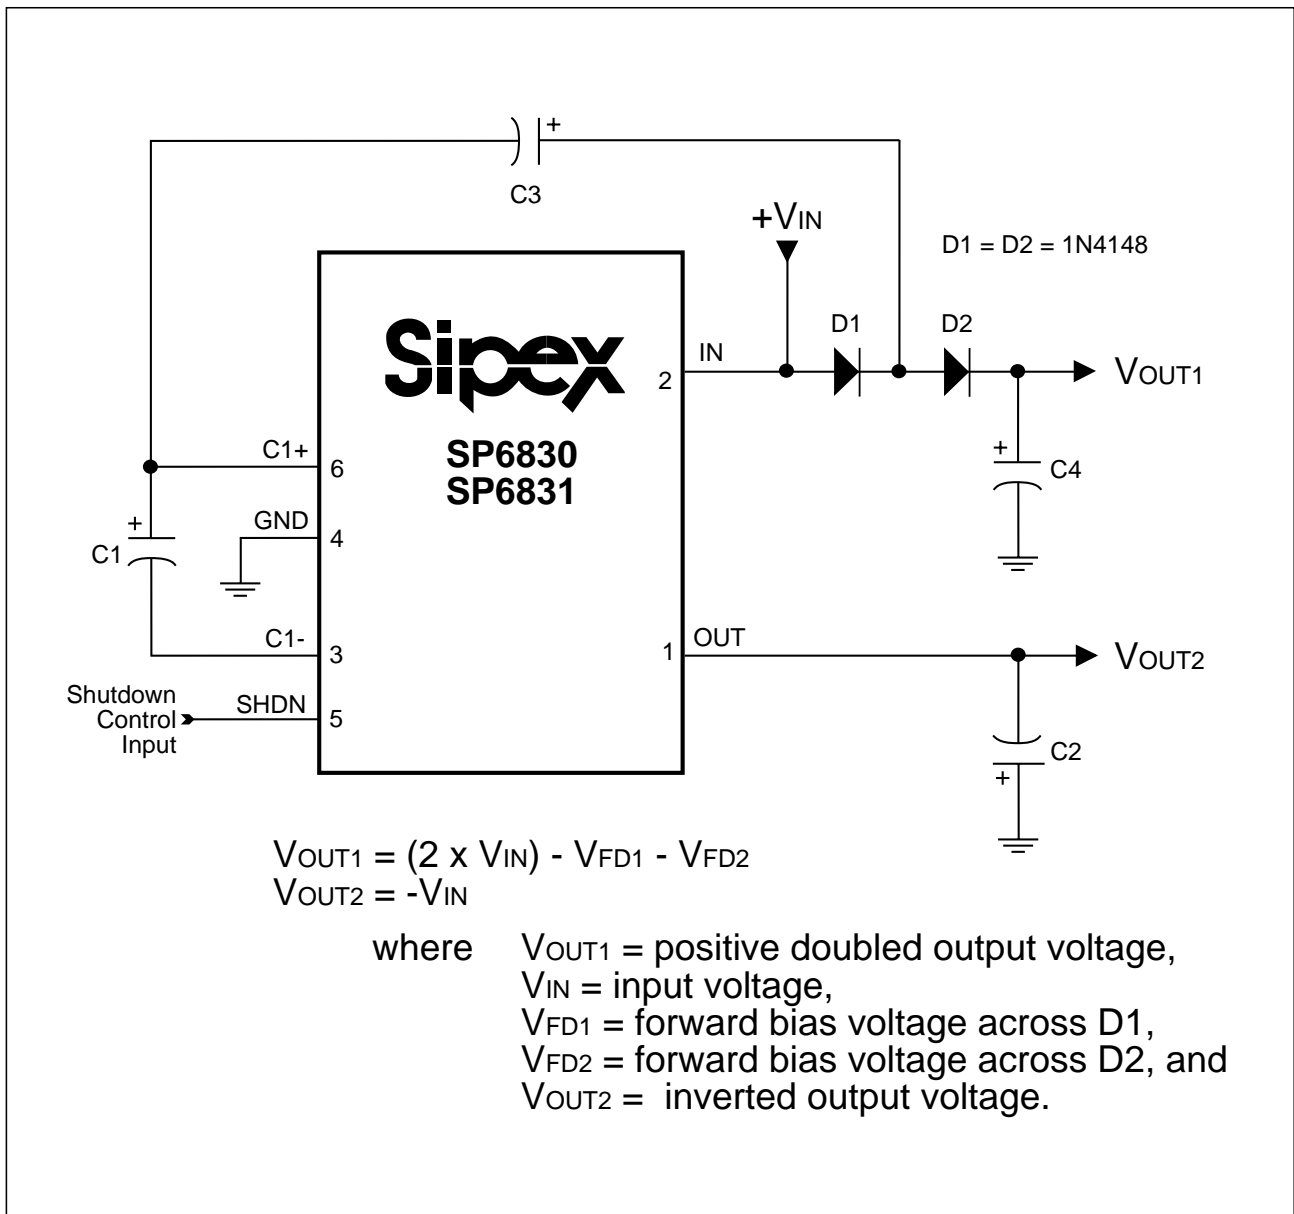 +
C3
+VIN
D1 = D2 = 1N4148
D1
D2
Sipex
IN
2
VOUT1
SP6830
SP6831
C1+
6
+
C4
GND
4
+
C1
C1-
3
OUT
1
VOUT2
Shutdown
Control
Input
SHDN
5
C2
+
VOUT1 = (2 x VIN) - VFD1 - VFD2
VOUT2 = -VIN
where VOUT1 = positive doubled output voltage,
VIN = input voltage,
VFD1 = forward bias voltage across D1,
VFD2 = forward bias voltage across D2, and
VOUT2 = inverted output voltage.